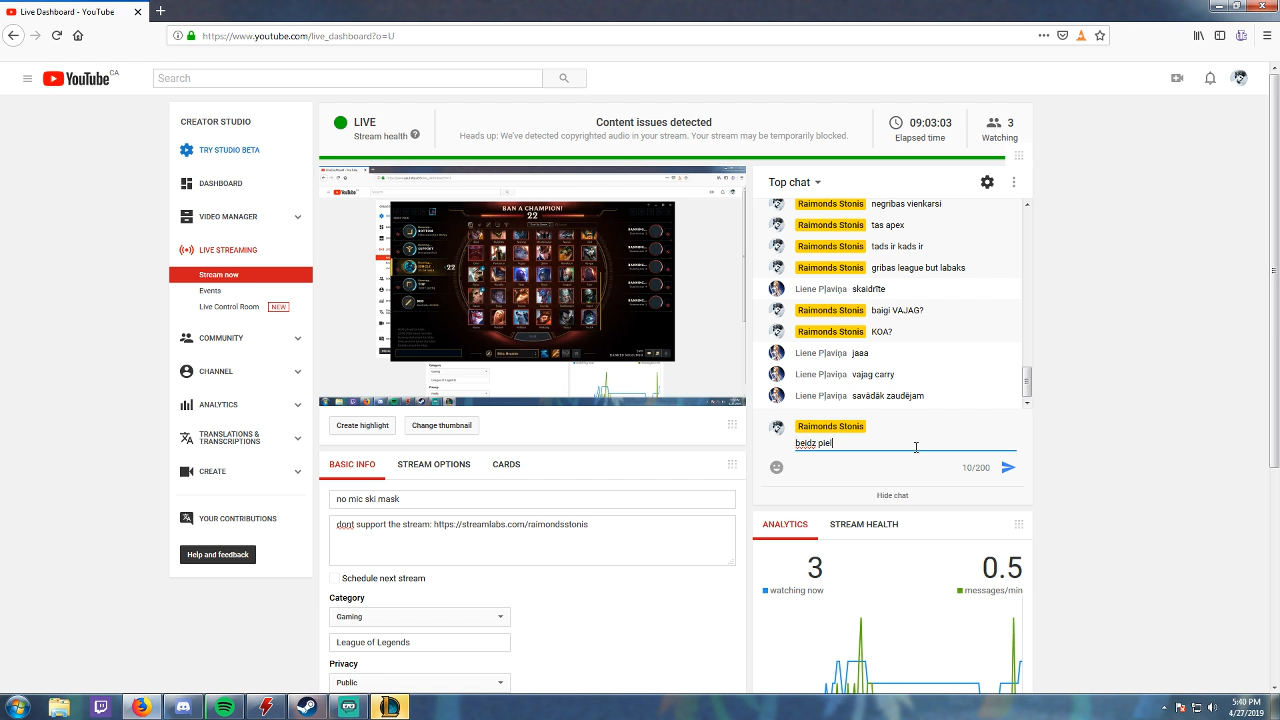 Live Dashboard - YouTube
https://www.youtube.com/live_dashboard?o=U
YouTube CA
Search
CREATOR STUDIO
TRY STUDIO BETA
DASHBOARD
VIDEO MANAGER
LIVE STREAMING
Stream now
Events
Live Control Room NEW
COMMUNITY
CHANNEL
ANALYTICS
TRANSLATIONS &
TRANSCRIPTIONS
CREATE
YOUR CONTRIBUTIONS
Help and feedback
LIVE
Stream health
Content issues detected
Heads up: We've detected copyrighted audio in your stream. Your stream may be temporarily blocked.
09:03:03
Elapsed time
3
Watching
BAN A CHAMPION!
22
Create highlight
Change thumbnail
BASIC INFO STREAM OPTIONS CARDS
no mic ski mask
dont support the stream: https://streamlabs.com/raimondsstonis
Schedule next stream
Category
Gaming
League of Legends
Privacy
Public
Top chat
Raimonds Stonis negribas vienkarsi
Raimonds Stonis tas apex
Raimonds Stonis tads ir kads ir
Raimonds Stonis gribas league but labaks
Liene Pļaviņa skaidrīte
Raimonds Stonis baigi VAJAG?
Raimonds Stonis KOA?
Liene Pļaviņa jaaa
Liene Pļaviņa vajag carry
Liene Pļaviņa savādāk zaudējam
Raimonds Stonis
beidz piel
10/200
Hide chat
ANALYTICS STREAM HEALTH
3
watching now
0.5
messages/min
5:40 PM
4/27/2019